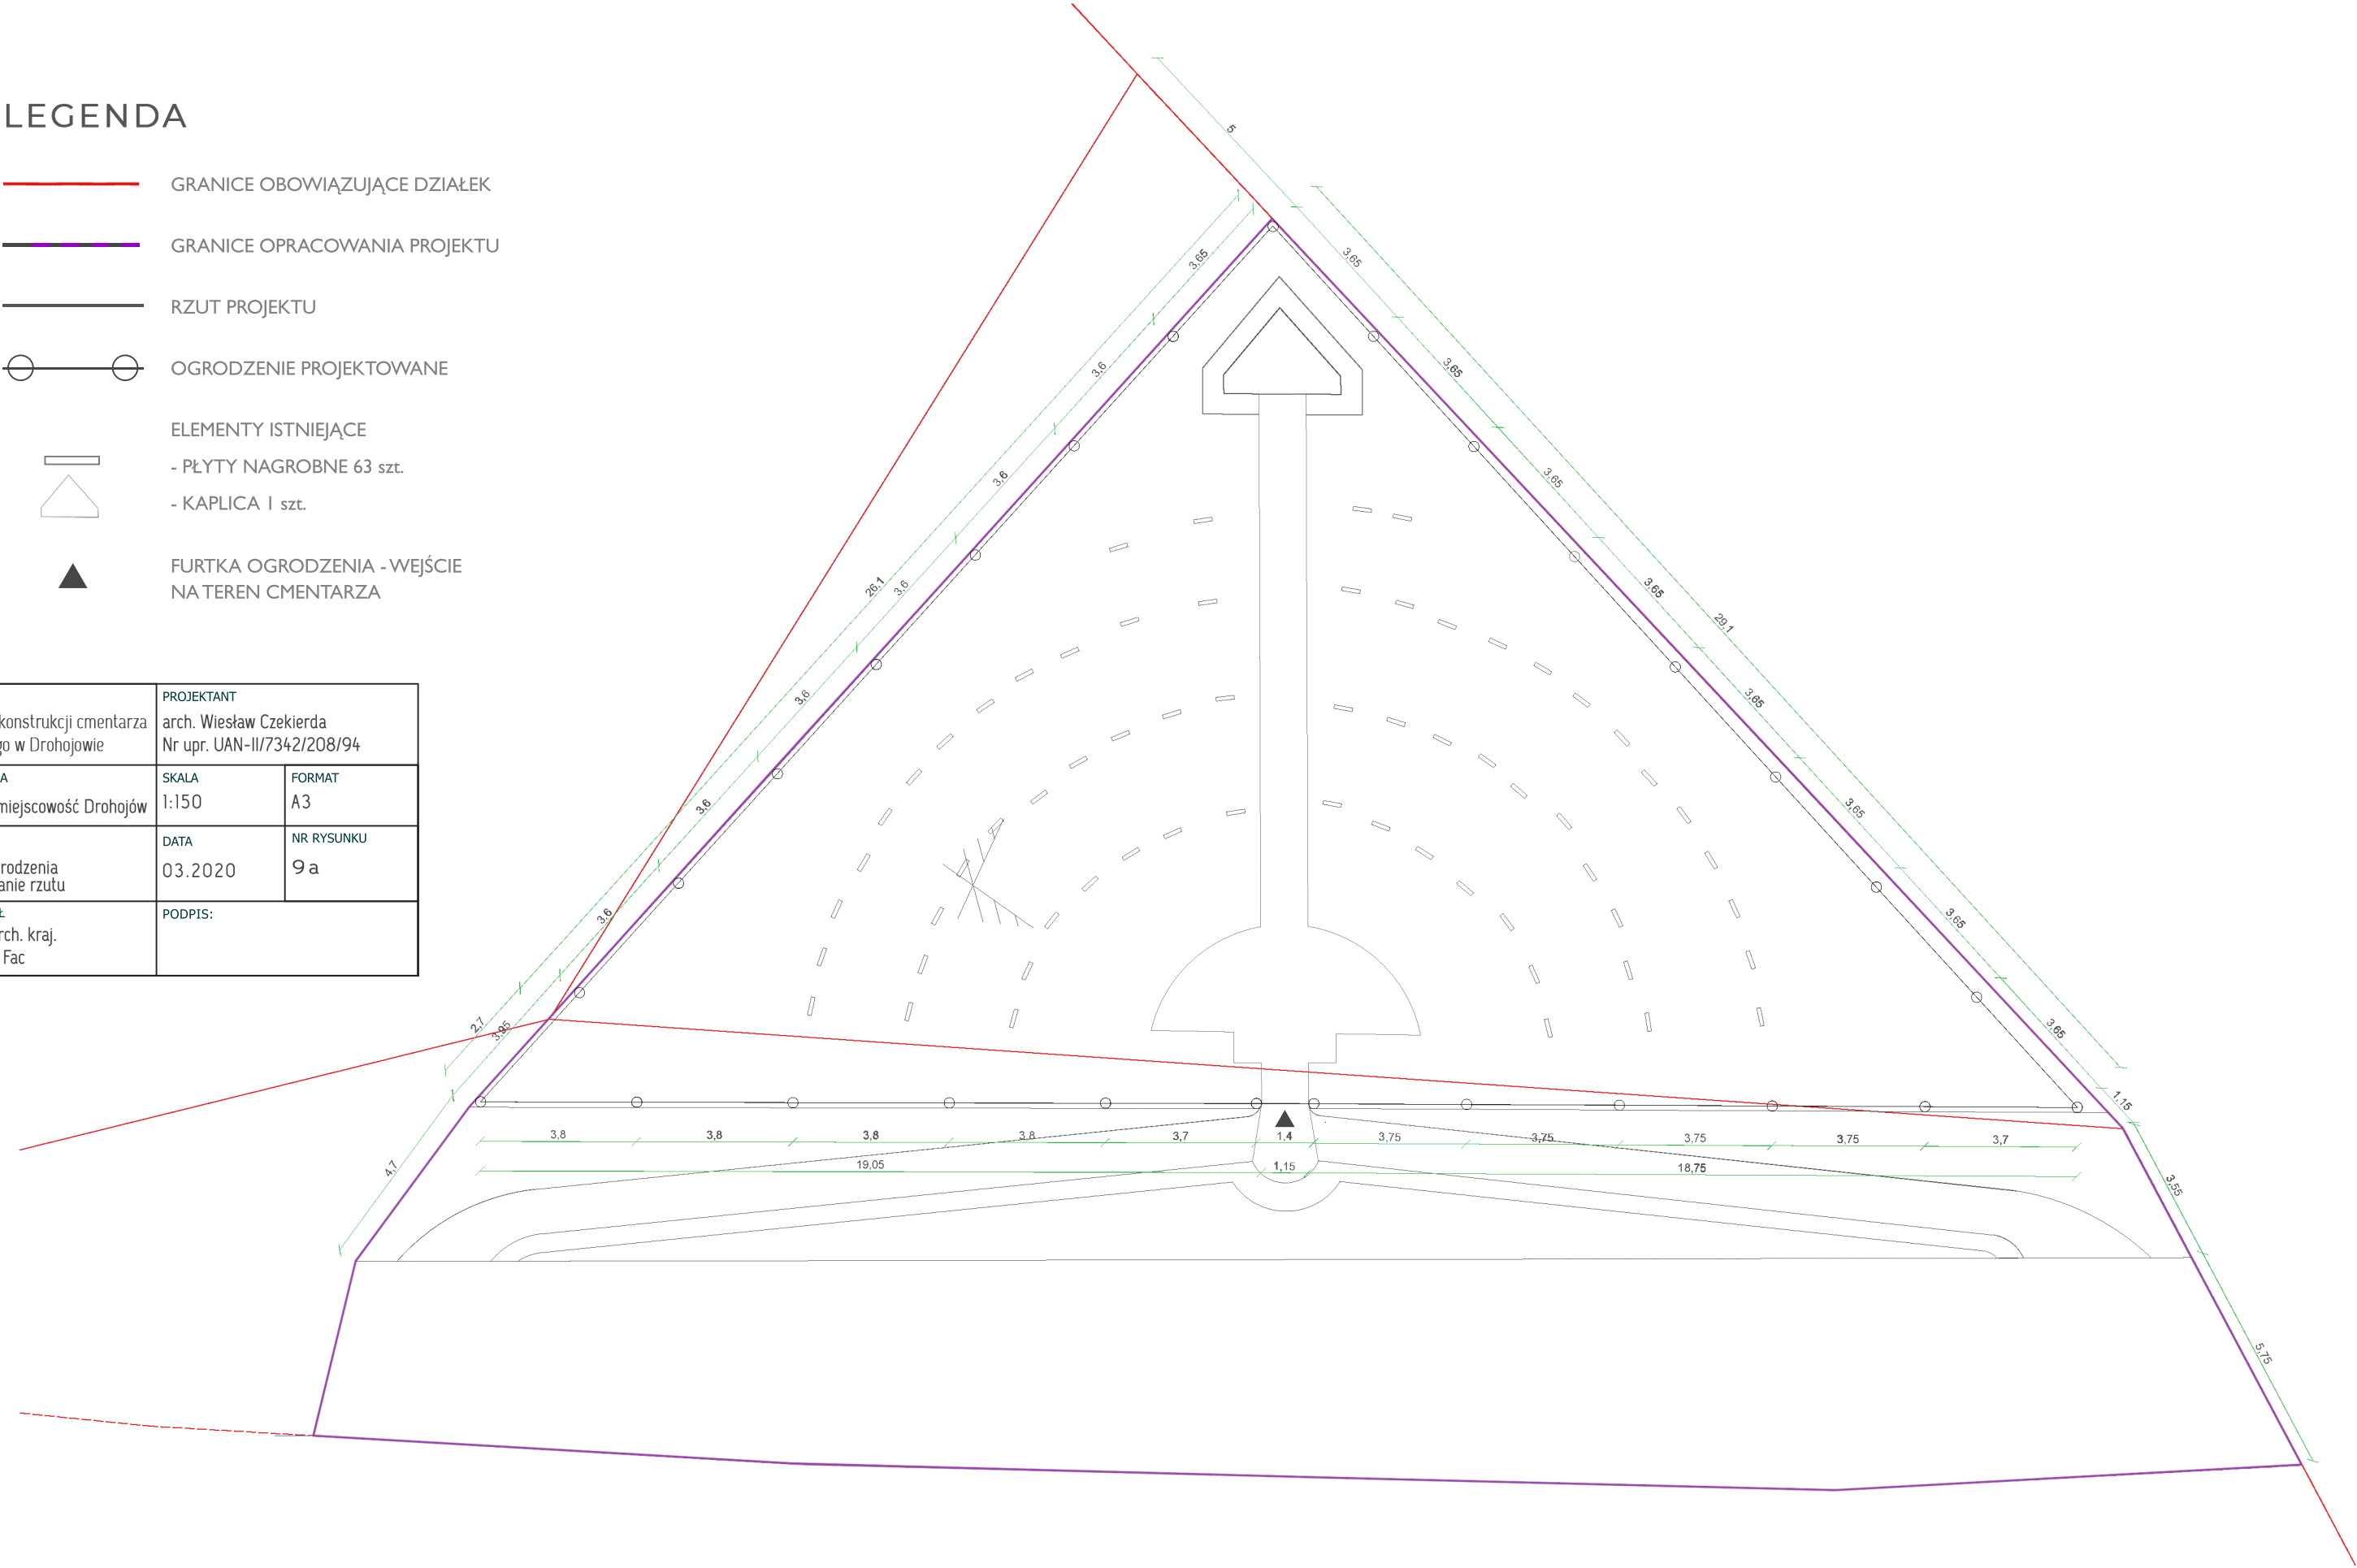 LEGENDA
GRANICE OBOWIĄZUJĄCE DZIAŁEK
GRANICE OPRACOWANIA PROJEKTU
RZUT PROJEKTU
OGRODZENIE PROJEKTOWANE
ELEMENTY ISTNIEJĄCE
- PŁYTY NAGROBNE 63 szt.
- KAPLICA 1 szt.
FURTKA OGRODZENIA - WEJŚCIE
NA TEREN CMENTARZA
konstrukcji cmentarza
go w Drohojowie
PROJEKTANT
arch. Wiesław Czekierda
Nr upr. UAN-II/7342/208/94
A
miejscowość Drohojów
SKALA
1:150
FORMAT
A3
rodzenia
anie rzutu
DATA
03.2020
NR RYSUNKU
9a
Ł
rch. kraj.
Fac
PODPIS:
5
3,65
3,6
3,6
3,6
3,6
3,6
3,6
3,95
26,1
2,7
4,7
3,65
3,65
3,65
3,65
3,65
3,65
3,65
3,65
29,1
1,15
3,55
5,75
3,8
3,8
3,8
3,8
3,7
1,4
3,75
3,75
3,75
3,75
3,7
19,05
1,15
18,75